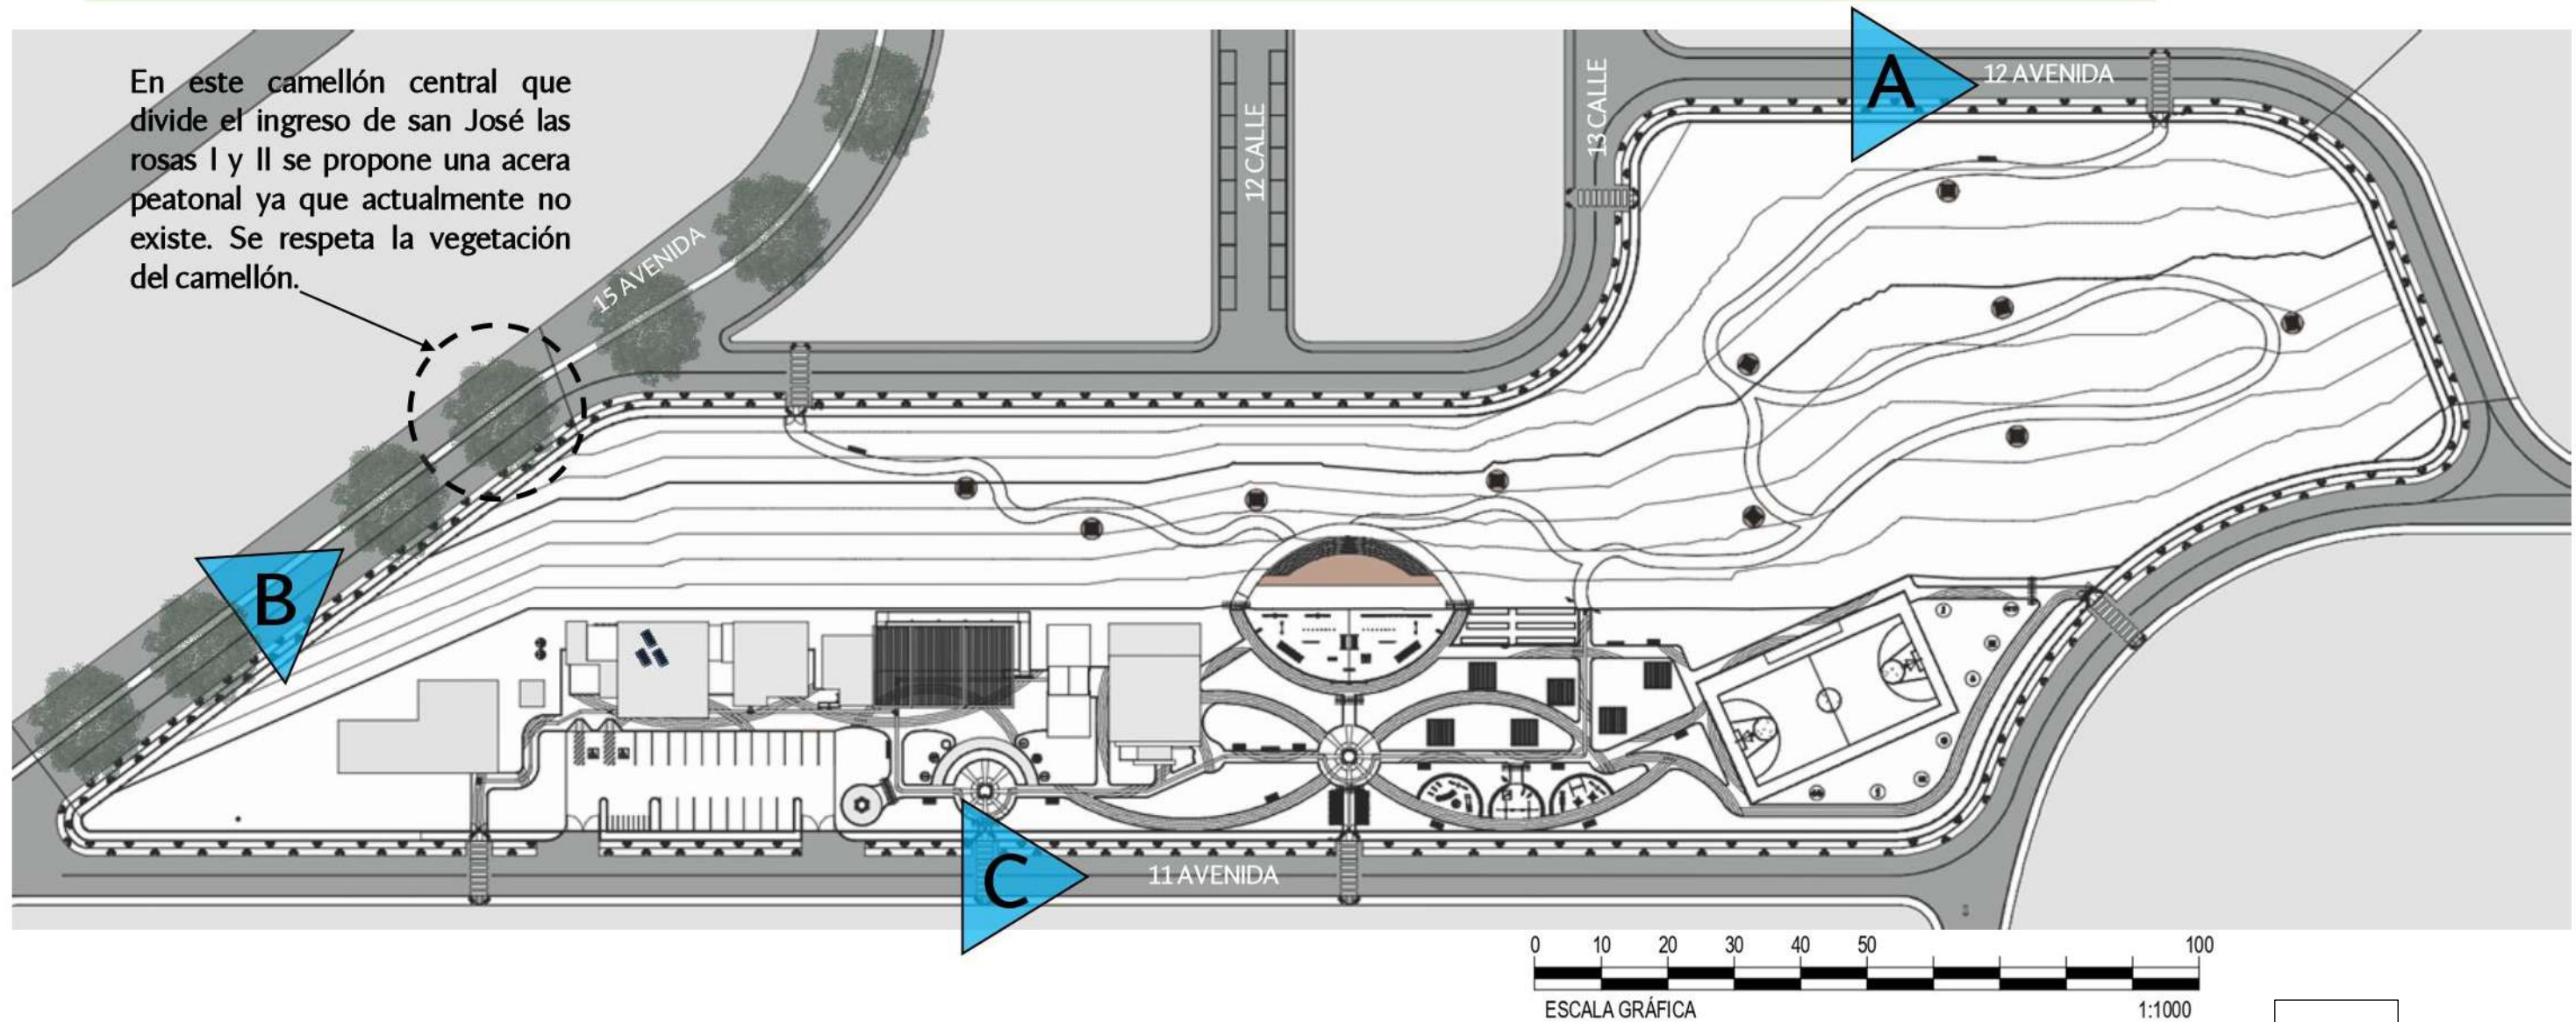 En este camellón central que
divide el ingreso de san José las
rosas I y II se propone una acera
peatonal ya que actualmente no
existe. Se respeta la vegetación
del camellón.
15 AVENIDA
12 CALLE
13 CALLE
A
12 AVENIDA
B
C
11 AVENIDA
0 10 20 30 40 50 100
ESCALA GRÁFICA 1:1000